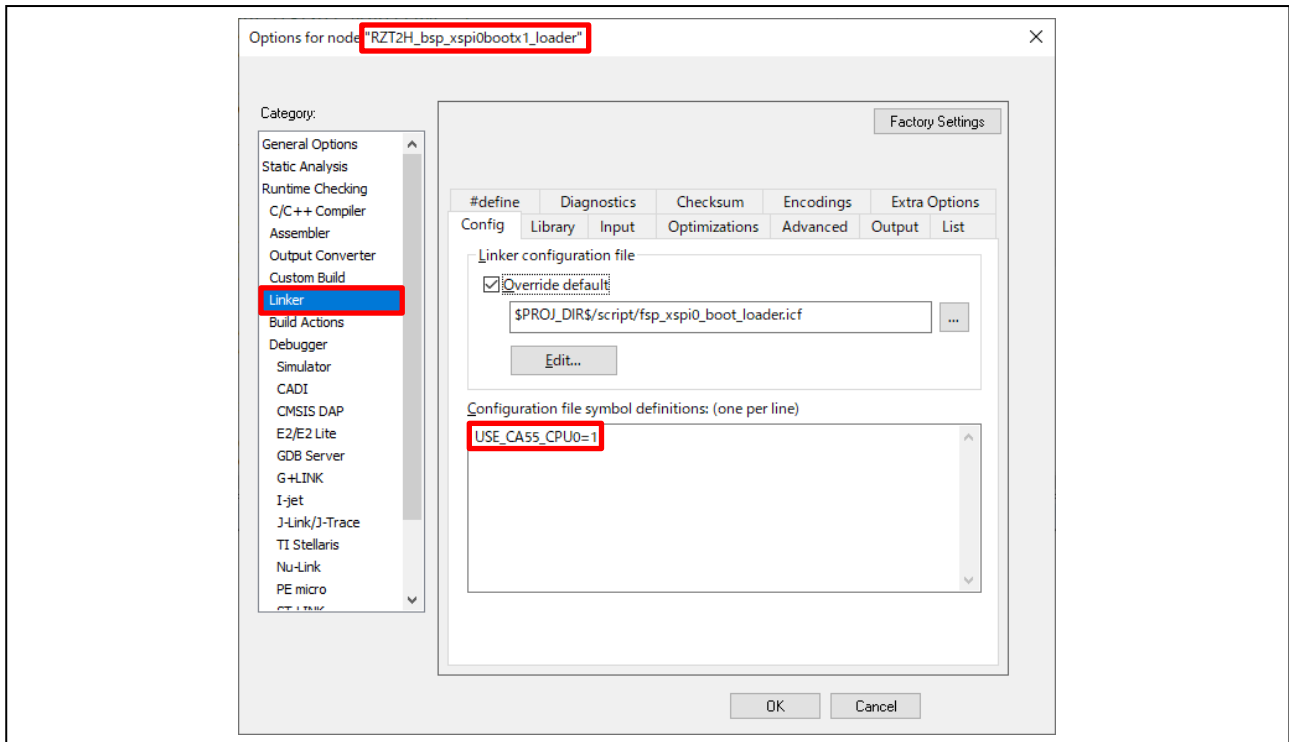 Options for node "RZT2H_bsp_xspi0bootx1_loader"
Category:
General Options
Static Analysis
Runtime Checking
C/C++ Compiler
Assembler
Output Converter
Custom Build
Linker
Build Actions
Debugger
Simulator
CADI
CMSIS DAP
E2/E2 Lite
GDB Server
G+LINK
I-jet
J-Link/J-Trace
TI Stellaris
Nu-Link
PE micro
ST-LINK
Factory Settings
#define Diagnostics Checksum Encodings Extra Options
Config Library Input Optimizations Advanced Output List
Linker configuration file
Override default
$PROJ_DIR$/script/fsp_xspi0_boot_loader.icf
...
Edit...
Configuration file symbol definitions: (one per line)
USE_CA55_CPU0=1
OK Cancel